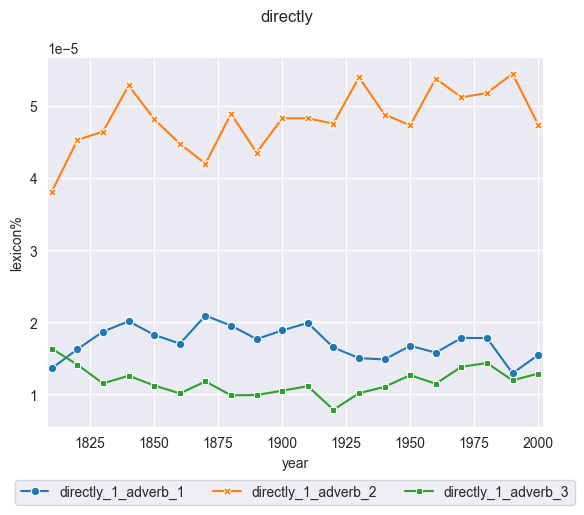 directly
1e−5
5
4
3
2
1
lexicon%
1825 1850 1875 1900 1925 1950 1975 2000
year
directly_1_adverb_1 directly_1_adverb_2 directly_1_adverb_3